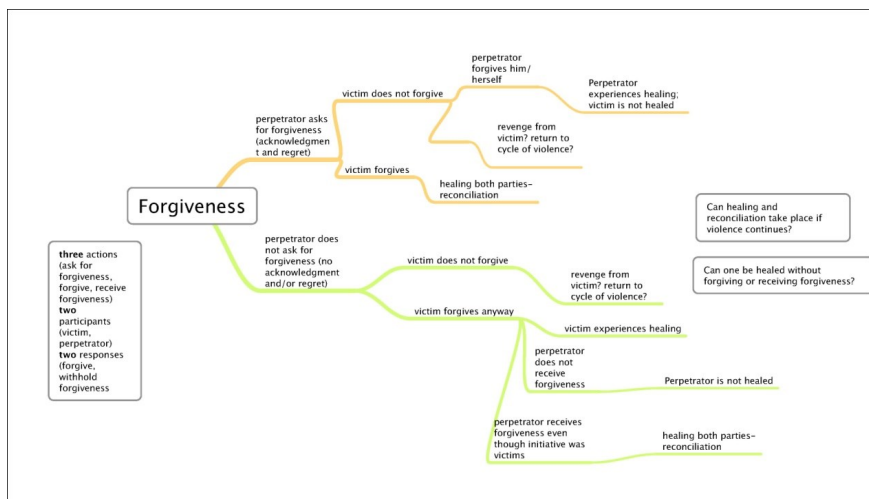 perpetrator
forgives him/
herself
Perpetrator
experiences healing;
victim is not healed
victim does not forgive
perpetrator asks
for forgiveness
(acknowledgmen
t and regret)
revenge from
victim? return to
cycle of violence?
victim forgives
healing both parties-
reconciliation
Forgiveness
Can healing and
reconciliation take place if
violence continues?
Can one be healed without
forgiving or receiving forgiveness?
three actions
(ask for
forgiveness,
forgive, receive
forgiveness)
two
participants
(victim,
perpetrator)
two responses
(forgive,
withhold
forgiveness
perpetrator does
not ask for
forgiveness (no
acknowledgment
and/or regret)
victim does not forgive
revenge from
victim? return to
cycle of violence?
victim forgives anyway
victim experiences healing
perpetrator
does not
receive
forgiveness
Perpetrator is not healed
perpetrator receives
forgiveness even
though initiative was
victims
healing both parties-
reconciliation